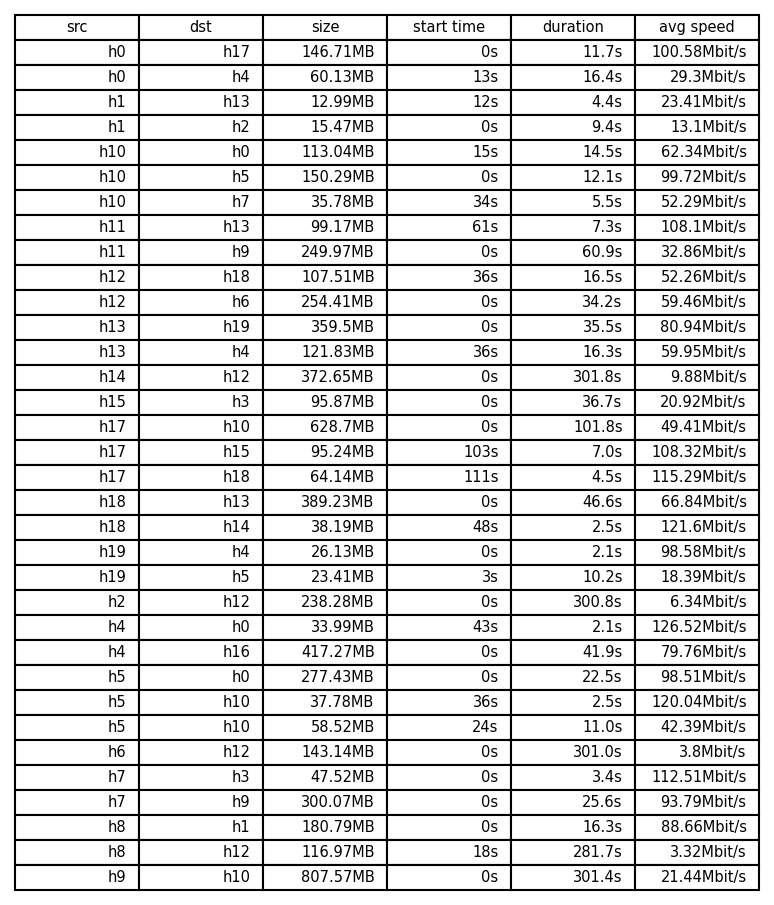 src dst size start time duration avg speed
h0 h17 146.71MB 0s 11.7s 100.58Mbit/s
h0 h4 60.13MB 13s 16.4s 29.3Mbit/s
h1 h13 12.99MB 12s 4.4s 23.41Mbit/s
h1 h2 15.47MB 0s 9.4s 13.1Mbit/s
h10 h0 113.04MB 15s 14.5s 62.34Mbit/s
h10 h5 150.29MB 0s 12.1s 99.72Mbit/s
h10 h7 35.78MB 34s 5.5s 52.29Mbit/s
h11 h13 99.17MB 61s 7.3s 108.1Mbit/s
h11 h9 249.97MB 0s 60.9s 32.86Mbit/s
h12 h18 107.51MB 36s 16.5s 52.26Mbit/s
h12 h6 254.41MB 0s 34.2s 59.46Mbit/s
h13 h19 359.5MB 0s 35.5s 80.94Mbit/s
h13 h4 121.83MB 36s 16.3s 59.95Mbit/s
h14 h12 372.65MB 0s 301.8s 9.88Mbit/s
h15 h3 95.87MB 0s 36.7s 20.92Mbit/s
h17 h10 628.7MB 0s 101.8s 49.41Mbit/s
h17 h15 95.24MB 103s 7.0s 108.32Mbit/s
h17 h18 64.14MB 111s 4.5s 115.29Mbit/s
h18 h13 389.23MB 0s 46.6s 66.84Mbit/s
h18 h14 38.19MB 48s 2.5s 121.6Mbit/s
h19 h4 26.13MB 0s 2.1s 98.58Mbit/s
h19 h5 23.41MB 3s 10.2s 18.39Mbit/s
h2 h12 238.28MB 0s 300.8s 6.34Mbit/s
h4 h0 33.99MB 43s 2.1s 126.52Mbit/s
h4 h16 417.27MB 0s 41.9s 79.76Mbit/s
h5 h0 277.43MB 0s 22.5s 98.51Mbit/s
h5 h10 37.78MB 36s 2.5s 120.04Mbit/s
h5 h10 58.52MB 24s 11.0s 42.39Mbit/s
h6 h12 143.14MB 0s 301.0s 3.8Mbit/s
h7 h3 47.52MB 0s 3.4s 112.51Mbit/s
h7 h9 300.07MB 0s 25.6s 93.79Mbit/s
h8 h1 180.79MB 0s 16.3s 88.66Mbit/s
h8 h12 116.97MB 18s 281.7s 3.32Mbit/s
h9 h10 807.57MB 0s 301.4s 21.44Mbit/s